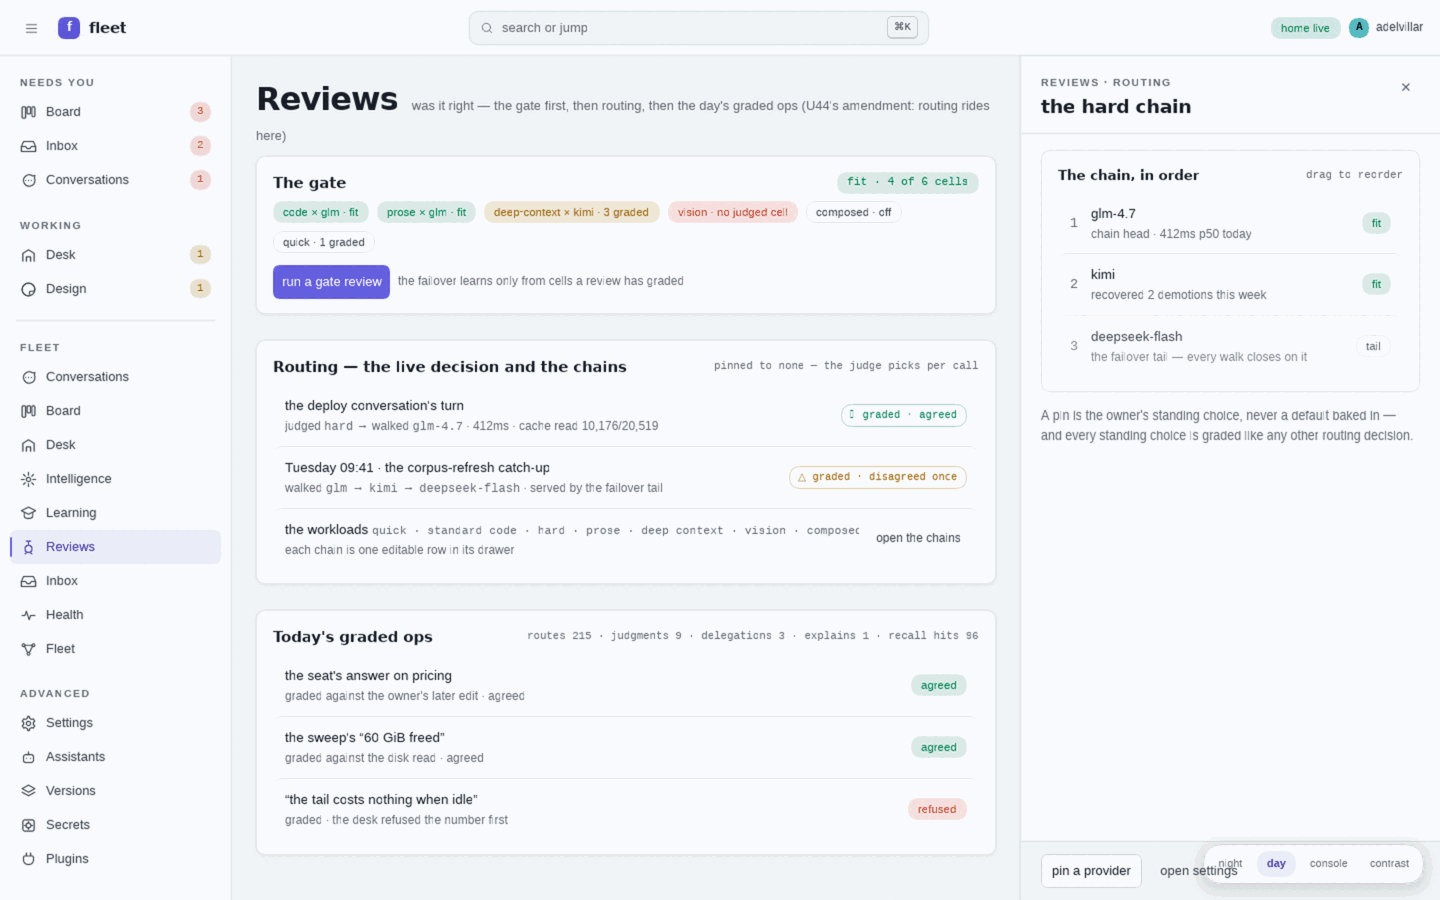 f fleet
search or jump ⌘K
home live A adelvillar
NEEDS YOU
Board 3
Inbox 2
Conversations 1
WORKING
Desk 1
Design 1
FLEET
Conversations
Board
Desk
Intelligence
Learning
Reviews
Inbox
Health
Fleet
ADVANCED
Settings
Assistants
Versions
Secrets
Plugins
Reviews was it right — the gate first, then routing, then the day's graded ops (U44's amendment: routing rides
here)
The gate fit · 4 of 6 cells
code × glm · fit prose × glm · fit deep-context × kimi · 3 graded vision · no judged cell composed · off
quick · 1 graded
run a gate review the failover learns only from cells a review has graded
Routing — the live decision and the chains pinned to none — the judge picks per call
the deploy conversation's turn
judged hard → walked glm-4.7 · 412ms · cache read 10,176/20,519
graded · agreed
Tuesday 09:41 · the corpus-refresh catch-up
walked glm → kimi → deepseek-flash · served by the failover tail
△ graded · disagreed once
the workloads quick · standard code · hard · prose · deep context · vision · composed
each chain is one editable row in its drawer
open the chains
Today's graded ops routes 215 · judgments 9 · delegations 3 · explains 1 · recall hits 96
the seat's answer on pricing
graded against the owner's later edit · agreed
agreed
the sweep's “60 GiB freed”
graded against the disk read · agreed
agreed
“the tail costs nothing when idle”
graded · the desk refused the number first
refused
REVIEWS · ROUTING
the hard chain
×
The chain, in order drag to reorder
1 glm-4.7
chain head · 412ms p50 today
fit
2 kimi
recovered 2 demotions this week
fit
3 deepseek-flash
the failover tail — every walk closes on it
tail
A pin is the owner's standing choice, never a default baked in —
and every standing choice is graded like any other routing decision.
pin a provider open settings
night day console contrast